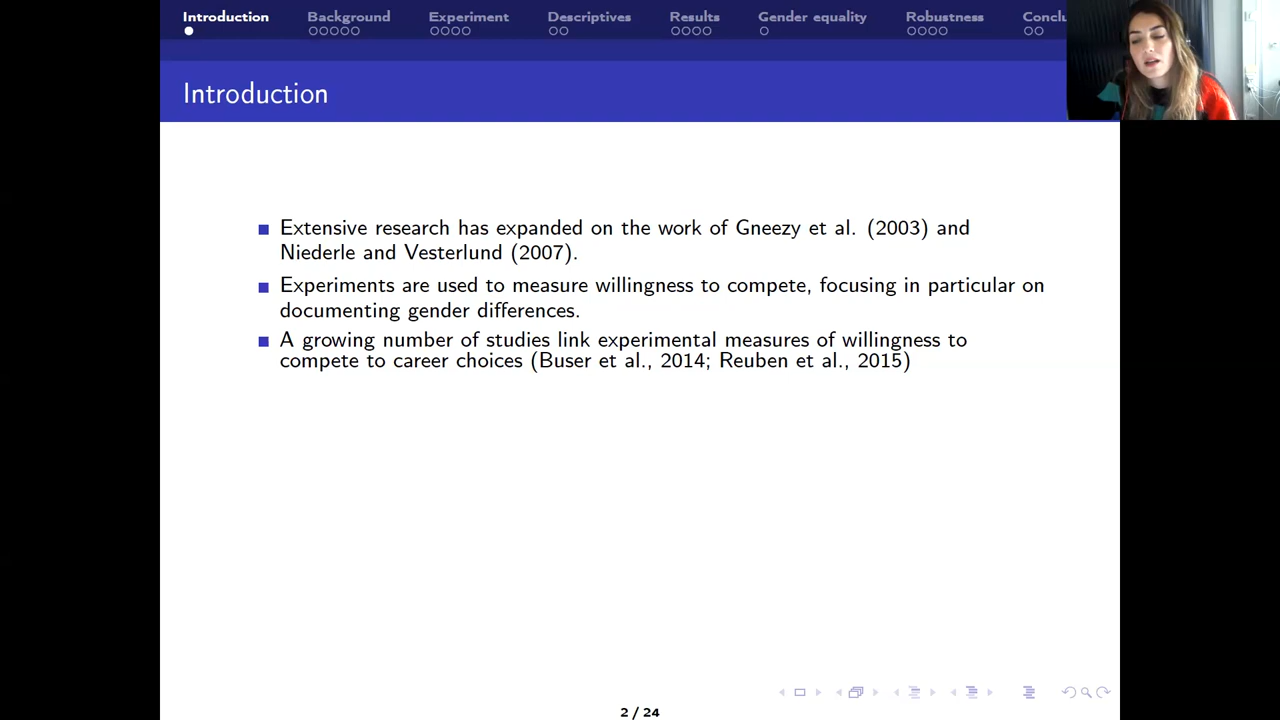 Introduction Background Experiment Descriptives Results Gender equality Robustness Conclu
Introduction
Extensive research has expanded on the work of Gneezy et al. (2003) and
Niederle and Vesterlund (2007).
Experiments are used to measure willingness to compete, focusing in particular on
documenting gender differences.
A growing number of studies link experimental measures of willingness to
compete to career choices (Buser et al., 2014; Reuben et al., 2015)
2 / 24